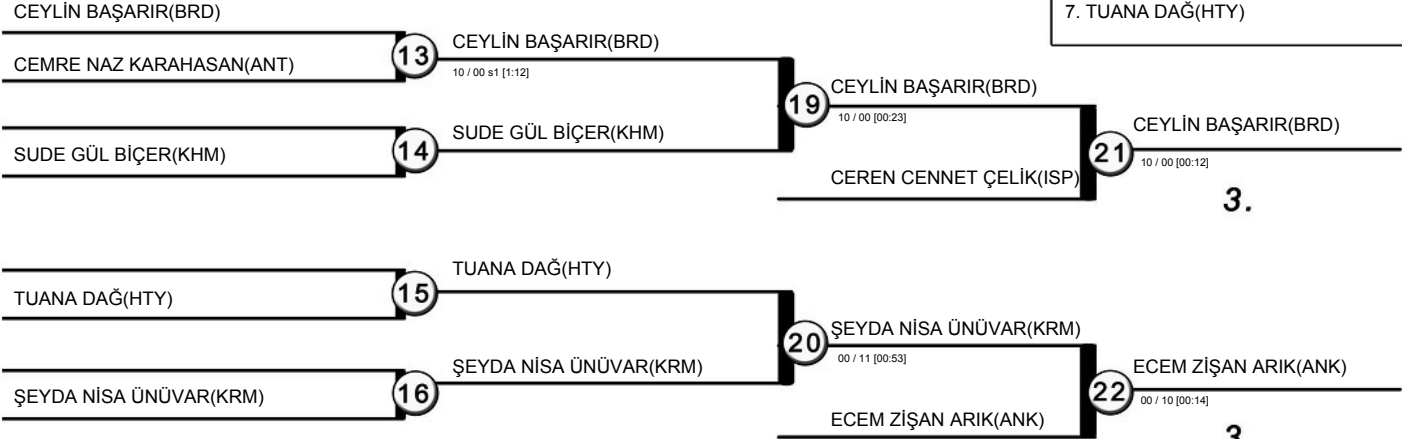 CEYLİN BAŞARIR(BRD)
7. TUANA DAĞ(HTY)
CEMRE NAZ KARAHASAN(ANT)
13
CEYLİN BAŞARIR(BRD)
10 / 00 s1 [1:12]
19
CEYLİN BAŞARIR(BRD)
10 / 00 [00:23]
SUDE GÜL BİÇER(KHM)
14
SUDE GÜL BİÇER(KHM)
21
CEYLİN BAŞARIR(BRD)
10 / 00 [00:12]
CEREN CENNET ÇELİK(ISP)
3.
TUANA DAĞ(HTY)
15
TUANA DAĞ(HTY)
20
ŞEYDA NİSA ÜNÜVAR(KRM)
00 / 11 [00:53]
ŞEYDA NİSA ÜNÜVAR(KRM)
16
ŞEYDA NİSA ÜNÜVAR(KRM)
22
ECEM ZİŞAN ARIK(ANK)
00 / 10 [00:14]
ECEM ZİŞAN ARIK(ANK)
3